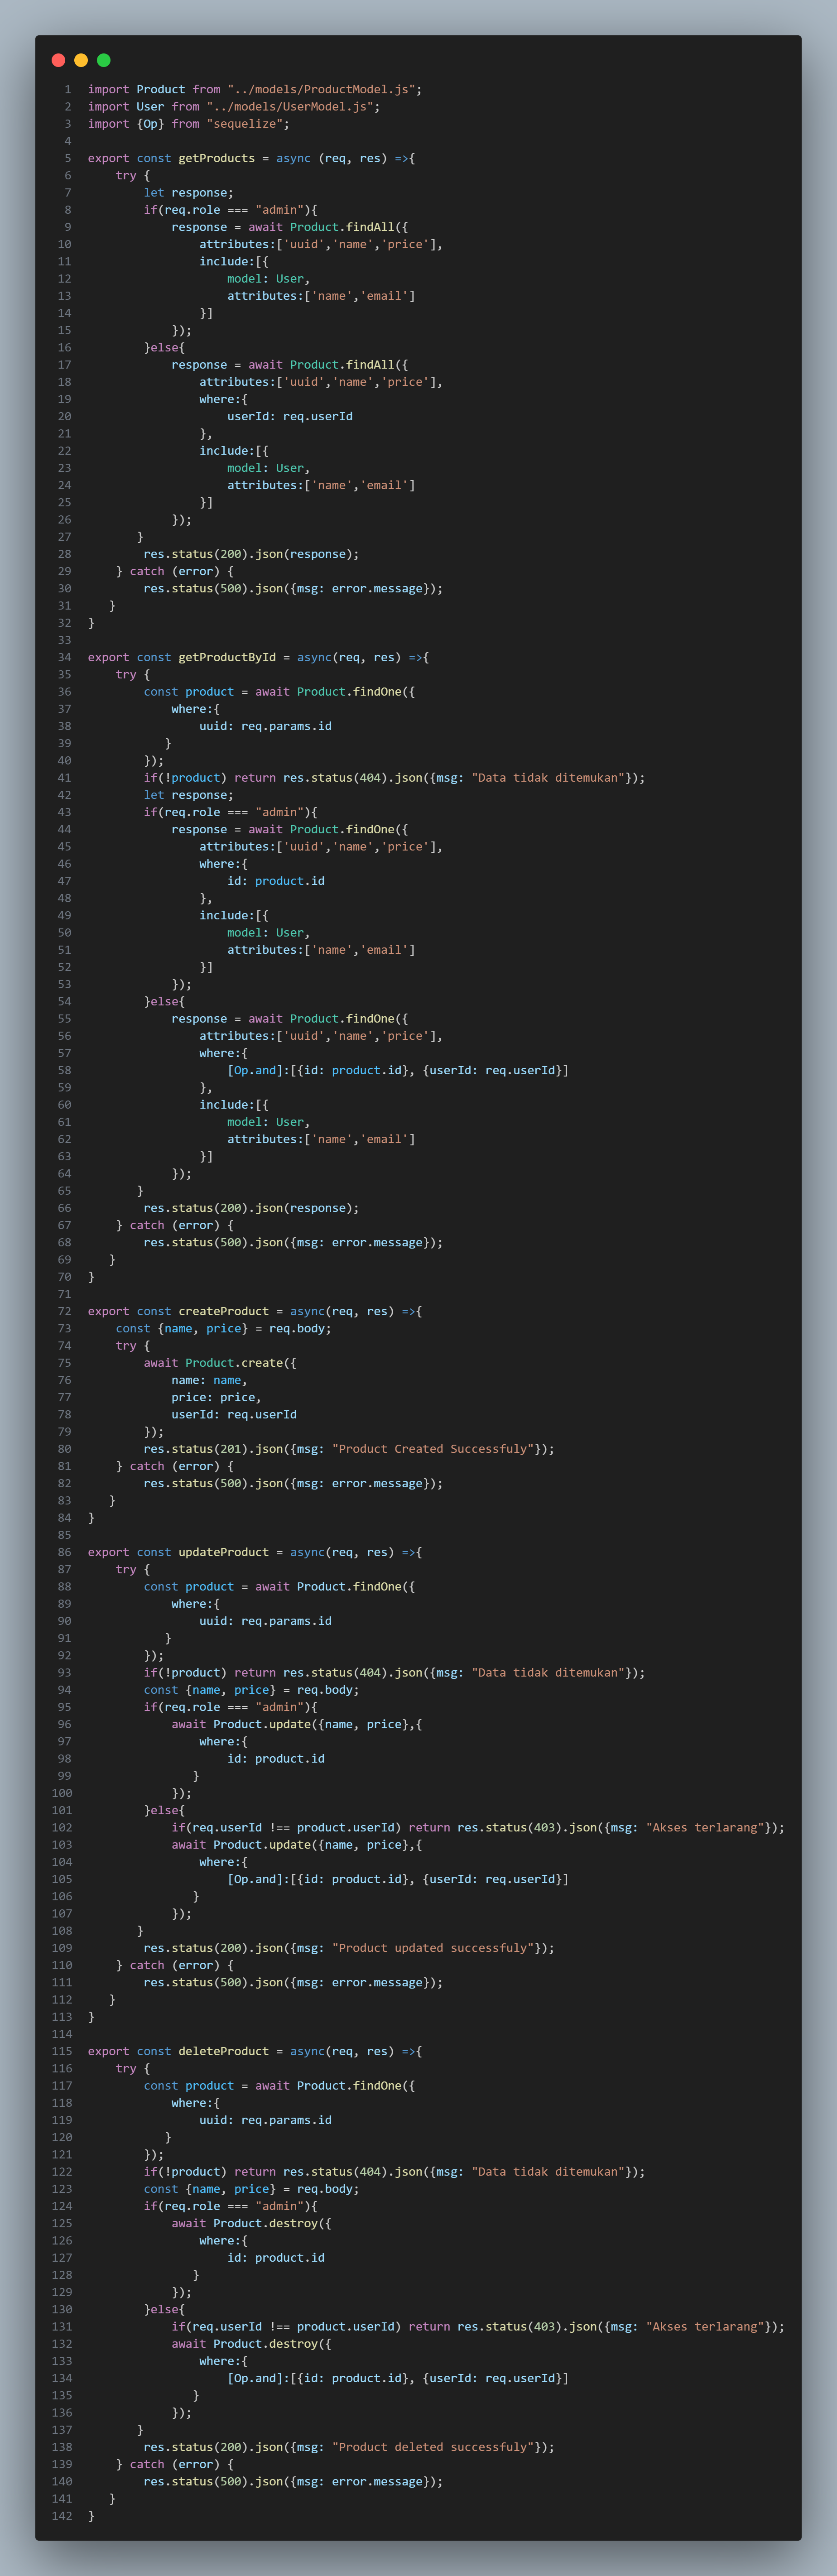 1 import Product from "../models/ProductModel.js";
2 import User from "../models/UserModel.js";
3 import {Op} from "sequelize";
4
5 export const getProducts = async (req, res) =>{
6     try {
7         let response;
8         if(req.role === "admin"){
9             response = await Product.findAll({
10                 attributes:['uuid','name','price'],
11                 include:[{
12                     model: User,
13                     attributes:['name','email']
14                 }]
15             });
16         }else{
17             response = await Product.findAll({
18                 attributes:['uuid','name','price'],
19                 where:{
20                     userId: req.userId
21                 },
22                 include:[{
23                     model: User,
24                     attributes:['name','email']
25                 }]
26             });
27        }
28         res.status(200).json(response);
29     } catch (error) {
30         res.status(500).json({msg: error.message});
31    }
32 }
33
34 export const getProductById = async(req, res) =>{
35     try {
36         const product = await Product.findOne({
37             where:{
38                 uuid: req.params.id
39            }
40         });
41         if(!product) return res.status(404).json({msg: "Data tidak ditemukan"});
42         let response;
43         if(req.role === "admin"){
44             response = await Product.findOne({
45                 attributes:['uuid','name','price'],
46                 where:{
47                     id: product.id
48                 },
49                 include:[{
50                     model: User,
51                     attributes:['name','email']
52                 }]
53             });
54         }else{
55             response = await Product.findOne({
56                 attributes:['uuid','name','price'],
57                 where:{
58                     [Op.and]:[{id: product.id}, {userId: req.userId}]
59                 },
60                 include:[{
61                     model: User,
62                     attributes:['name','email']
63                 }]
64             });
65        }
66         res.status(200).json(response);
67     } catch (error) {
68         res.status(500).json({msg: error.message});
69    }
70 }
71
72 export const createProduct = async(req, res) =>{
73     const {name, price} = req.body;
74     try {
75         await Product.create({
76             name: name,
77             price: price,
78             userId: req.userId
79         });
80         res.status(201).json({msg: "Product Created Successfuly"});
81     } catch (error) {
82         res.status(500).json({msg: error.message});
83    }
84 }
85
86 export const updateProduct = async(req, res) =>{
87     try {
88         const product = await Product.findOne({
89             where:{
90                 uuid: req.params.id
91            }
92         });
93         if(!product) return res.status(404).json({msg: "Data tidak ditemukan"});
94         const {name, price} = req.body;
95         if(req.role === "admin"){
96             await Product.update({name, price},{
97                 where:{
98                     id: product.id
99                }
100             });
101         }else{
102             if(req.userId !== product.userId) return res.status(403).json({msg: "Akses terlarang"});
103             await Product.update({name, price},{
104                 where:{
105                     [Op.and]:[{id: product.id}, {userId: req.userId}]
106                }
107             });
108        }
109         res.status(200).json({msg: "Product updated successfuly"});
110     } catch (error) {
111         res.status(500).json({msg: error.message});
112    }
113 }
114
115 export const deleteProduct = async(req, res) =>{
116     try {
117         const product = await Product.findOne({
118             where:{
119                 uuid: req.params.id
120            }
121         });
122         if(!product) return res.status(404).json({msg: "Data tidak ditemukan"});
123         const {name, price} = req.body;
124         if(req.role === "admin"){
125             await Product.destroy({
126                 where:{
127                     id: product.id
128                }
129             });
130         }else{
131             if(req.userId !== product.userId) return res.status(403).json({msg: "Akses terlarang"});
132             await Product.destroy({
133                 where:{
134                     [Op.and]:[{id: product.id}, {userId: req.userId}]
135                }
136             });
137        }
138         res.status(200).json({msg: "Product deleted successfuly"});
139     } catch (error) {
140         res.status(500).json({msg: error.message});
141    }
142 }